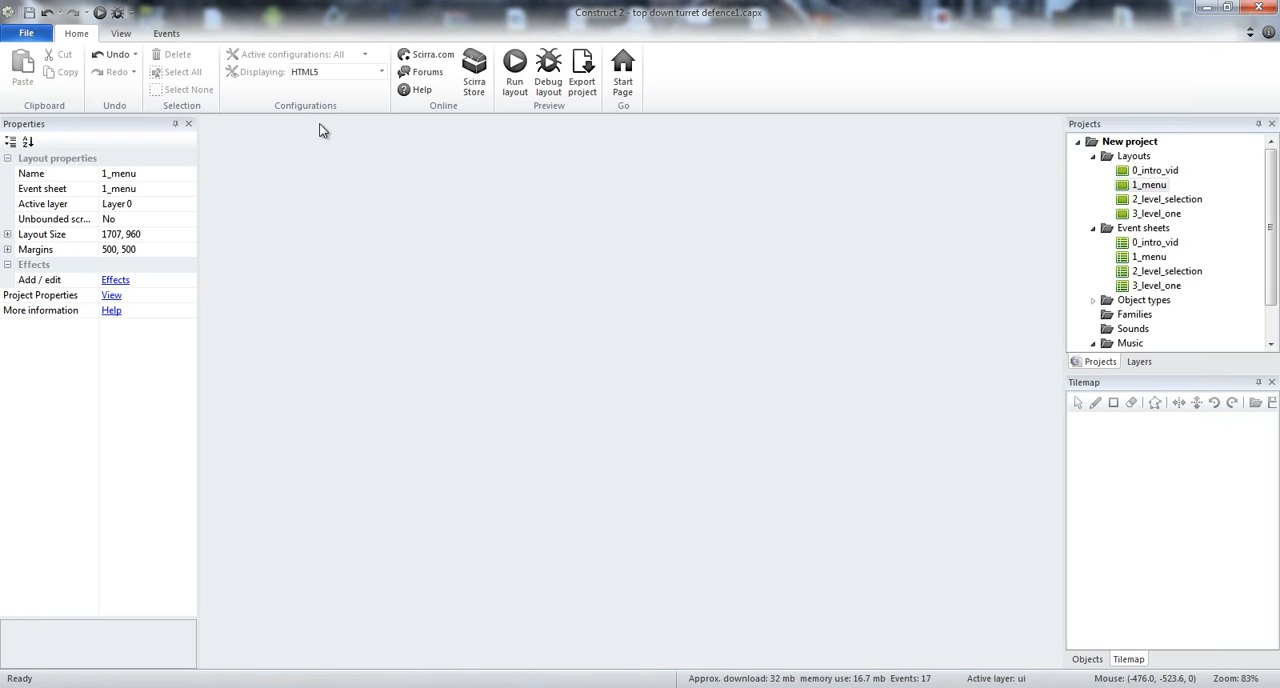 Construct 2 - top down turret defence1.capx
File Home View Events
Paste Cut Copy Undo Redo Delete Select All Select None
Active configurations: All
Displaying: HTML5
Scirra.com Forums Help Scirra Store
Run layout Debug layout Export project Start Page
Clipboard Undo Selection Configurations Online Preview Go
Properties
Layout properties
Name 1_menu
Event sheet 1_menu
Active layer Layer 0
Unbounded scr... No
Layout Size 1707, 960
Margins 500, 500
Effects
Add / edit Effects
Project Properties View
More information Help
Projects
New project
Layouts
0_intro_vid
1_menu
2_level_selection
3_level_one
Event sheets
0_intro_vid
1_menu
2_level_selection
3_level_one
Object types
Families
Sounds
Music
Projects Layers
Tilemap
Objects Tilemap
Ready Approx. download: 32 mb memory use: 16.7 mb Events: 17 Active layer: ui Mouse: (-476.0, -523.6, 0) Zoom: 83%